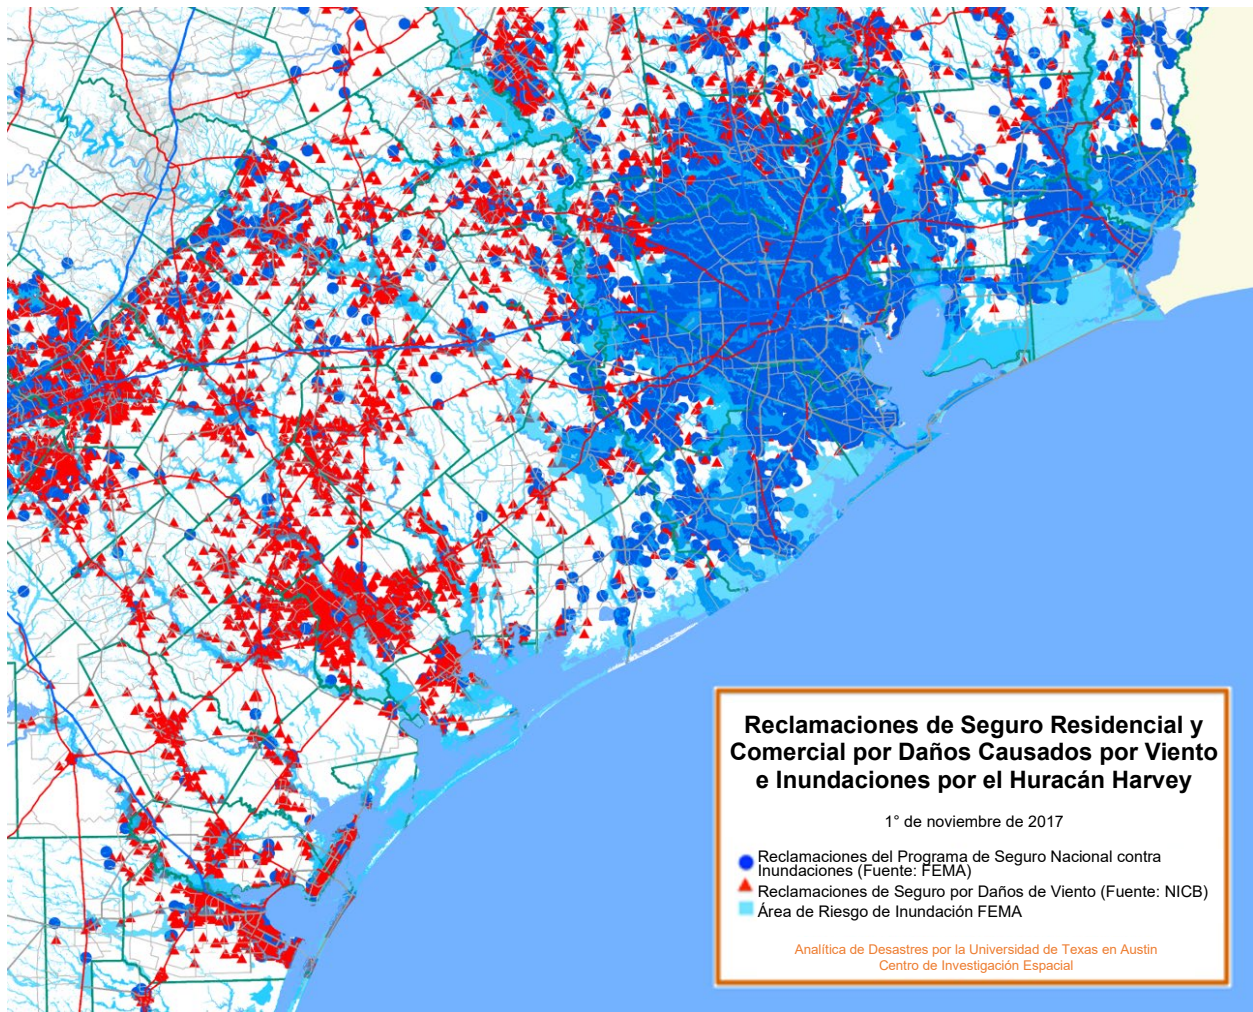 Reclamaciones de Seguro Residencial y
Comercial por Daños Causados por Viento
e Inundaciones por el Huracán Harvey
1° de noviembre de 2017
Reclamaciones del Programa de Seguro Nacional contra
Inundaciones (Fuente: FEMA)
Reclamaciones de Seguro por Daños de Viento (Fuente: NICB)
Área de Riesgo de Inundación FEMA
Analítica de Desastres por la Universidad de Texas en Austin
Centro de Investigación Espacial